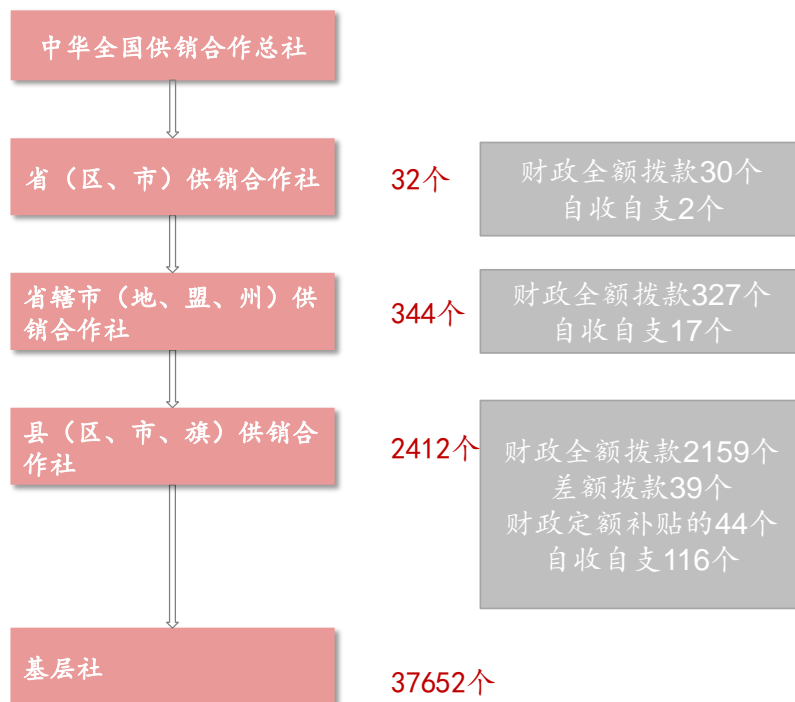 中华全国供销合作总社
省（区、市）供销合作社
32个
财政全额拨款30个
自收自支2个
省辖市（地、盟、州）供
销合作社
344个
财政全额拨款327个
自收自支17个
县（区、市、旗）供销合
作社
2412个
财政全额拨款2159个
差额拨款39个
财政定额补贴的44个
自收自支116个
基层社
37652个